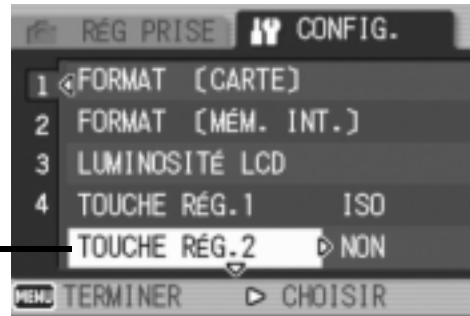 RÉG PRISE CONFIG.
1 FORMAT [CARTE]
2 FORMAT [MÉM. INT.]
3 LUMINOSITÉ LCD
4 TOUCHE RÉG.1 ISO
TOUCHE RÉG.2 NON
MENU TERMINER CHOISIR